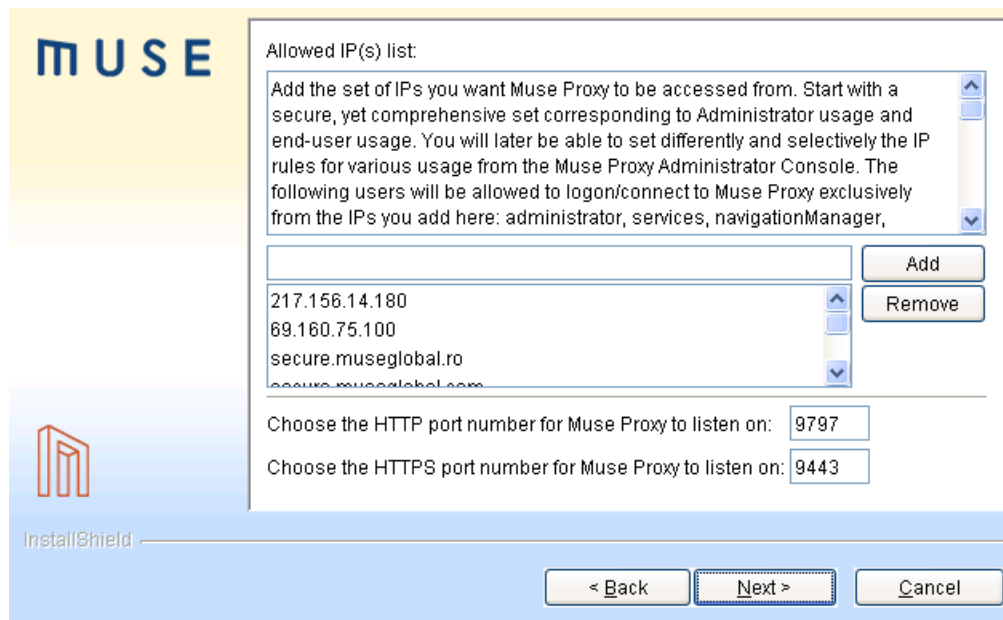 MUSE
Allowed IP(s) list:
Add the set of IPs you want Muse Proxy to be accessed from. Start with a
secure, yet comprehensive set corresponding to Administrator usage and
end-user usage. You will later be able to set differently and selectively the IP
rules for various usage from the Muse Proxy Administrator Console. The
following users will be allowed to logon/connect to Muse Proxy exclusively
from the IPs you add here: administrator, services, navigationManager,
Add
217.156.14.180
Remove
69.160.75.100
secure.museglobal.ro
secure.museglobal.com
Choose the HTTP port number for Muse Proxy to listen on: 9797
Choose the HTTPS port number for Muse Proxy to listen on: 9443
InstallShield
< Back
Next >
Cancel